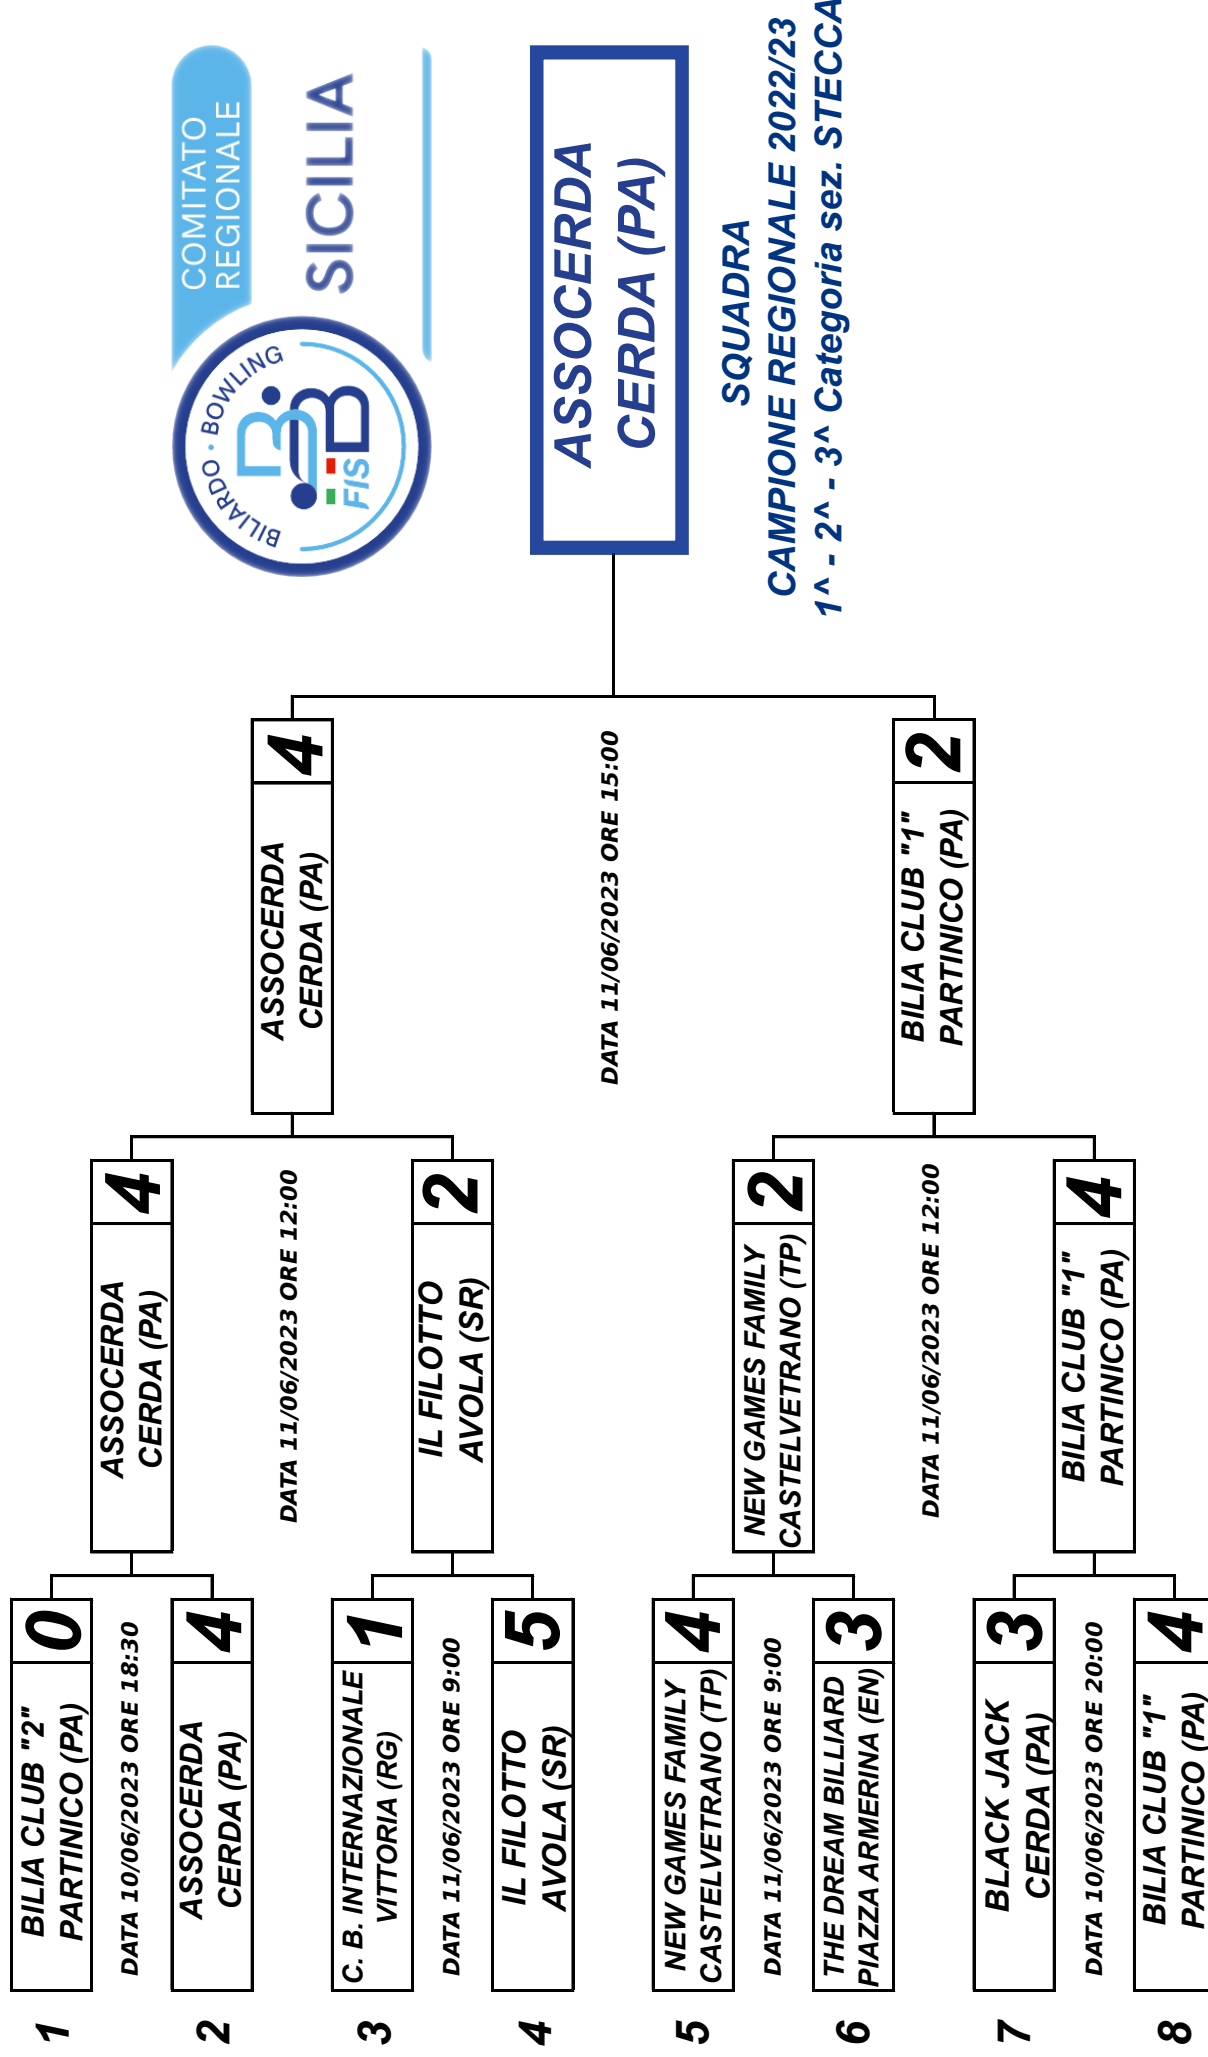 1
BILIA CLUB "2"
PARTINICO (PA)
0
DATA 10/06/2023 ORE 18:30
2
ASSOCERDA
CERDA (PA)
4
3
C. B. INTERNAZIONALE
VITTORIA (RG)
1
DATA 11/06/2023 ORE 9:00
4
IL FILOTTO
AVOLA (SR)
5
5
NEW GAMES FAMILY
CASTELVETRANO (TP)
4
DATA 11/06/2023 ORE 9:00
6
THE DREAM BILLIARD
PIAZZA ARMERINA (EN)
3
7
BLACK JACK
CERDA (PA)
3
DATA 10/06/2023 ORE 20:00
8
BILIA CLUB "1"
PARTINICO (PA)
4
ASSOCERDA
CERDA (PA)
4
DATA 11/06/2023 ORE 12:00
IL FILOTTO
AVOLA (SR)
2
NEW GAMES FAMILY
CASTELVETRANO (TP)
2
DATA 11/06/2023 ORE 12:00
BILIA CLUB "1"
PARTINICO (PA)
4
ASSOCERDA
CERDA (PA)
4
DATA 11/06/2023 ORE 15:00
BILIA CLUB "1"
PARTINICO (PA)
2
BILIARDO · BOWLING
FISBB
COMITATO
REGIONALE
SICILIA
ASSOCERDA
CERDA (PA)
SQUADRA
CAMPIONE REGIONALE 2022/23
1^ - 2^ - 3^ Categoria sez. STECCA